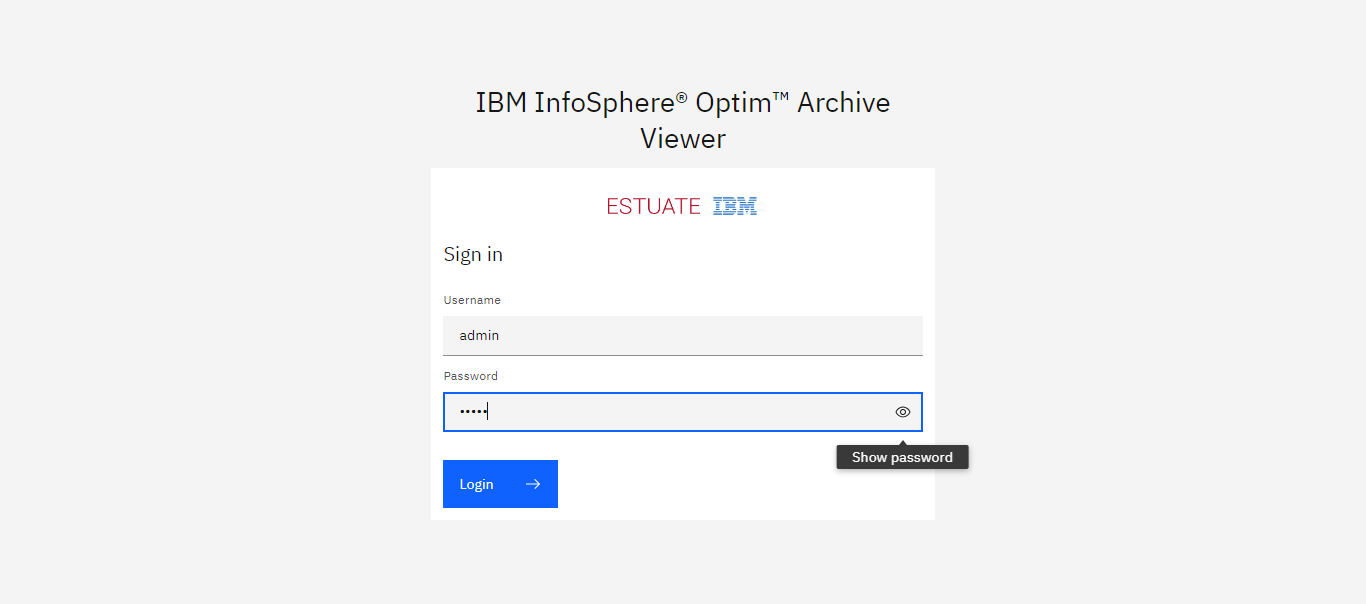 IBM InfoSphere® Optim™ Archive
Viewer
ESTUATE IBM
Sign in
Username
admin
Password
•••••
Show password
Login